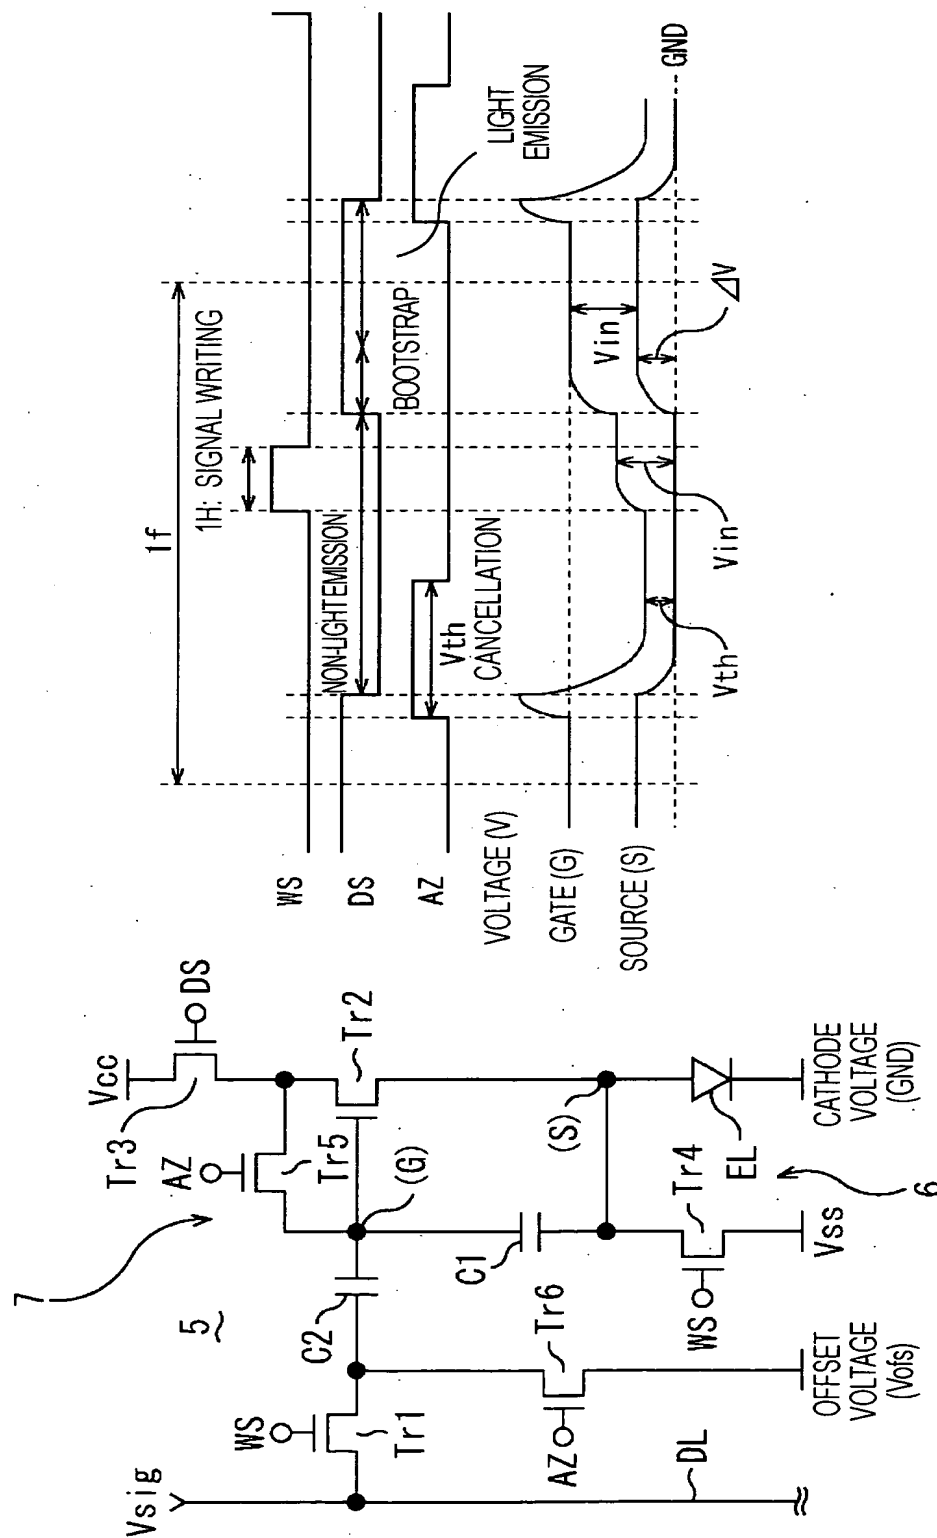 7
5
Vsig
WS
Tr1
C2
AZ
Tr3
Vcc
DS
Tr5
Tr2
(G)
C1
(S)
Tr6
AZ
Tr4
WS
EL
DL
OFFSET
VOLTAGE
(Vofs)
Vss
CATHODE
VOLTAGE
(GND)
6
1f
1H: SIGNAL WRITING
WS
NON-LIGHT EMISSION
DS
BOOTSTRAP
LIGHT
EMISSION
AZ
Vth
CANCELLATION
VOLTAGE (V)
GATE (G)
SOURCE (S)
Vin
GND
Vth
Vin
ΔV